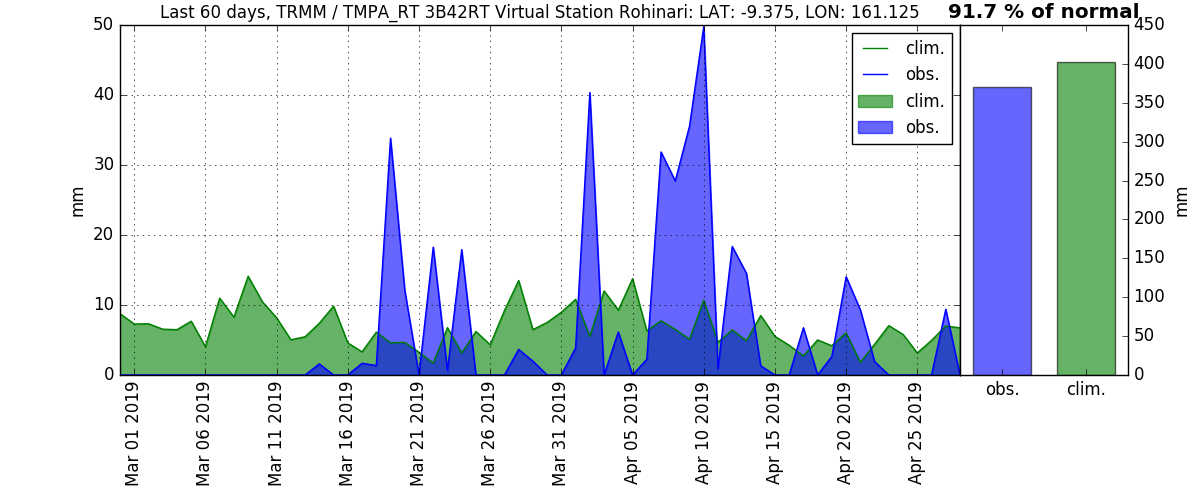 Last 60 days, TRMM / TMPA_RT 3B42RT Virtual Station Rohinari: LAT: -9.375, LON: 161.125
91.7 % of normal
50
40
30
20
10
0
mm
clim.
obs.
clim.
obs.
450
400
350
300
250
200
150
100
50
0
mm
obs.
clim.
Mar 01 2019
Mar 06 2019
Mar 11 2019
Mar 16 2019
Mar 21 2019
Mar 26 2019
Mar 31 2019
Apr 05 2019
Apr 10 2019
Apr 15 2019
Apr 20 2019
Apr 25 2019